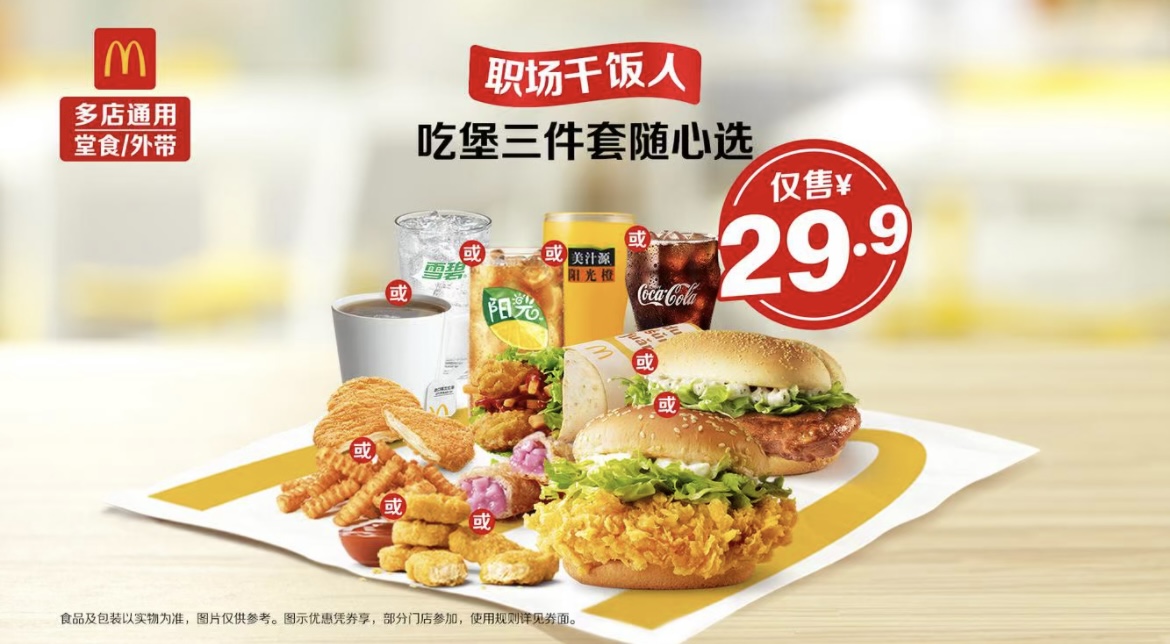 多店通用
堂食/外带
职场干饭人
吃堡三件套随心选
仅售¥
29.9
雪碧
或
或
或
美汁源
阳光橙
阳光
Coca-Cola
或
或
或
或
或
或
食品及包装以实物为准，图片仅供参考。图示优惠凭券享，部分门店参加，使用规则详见券面。